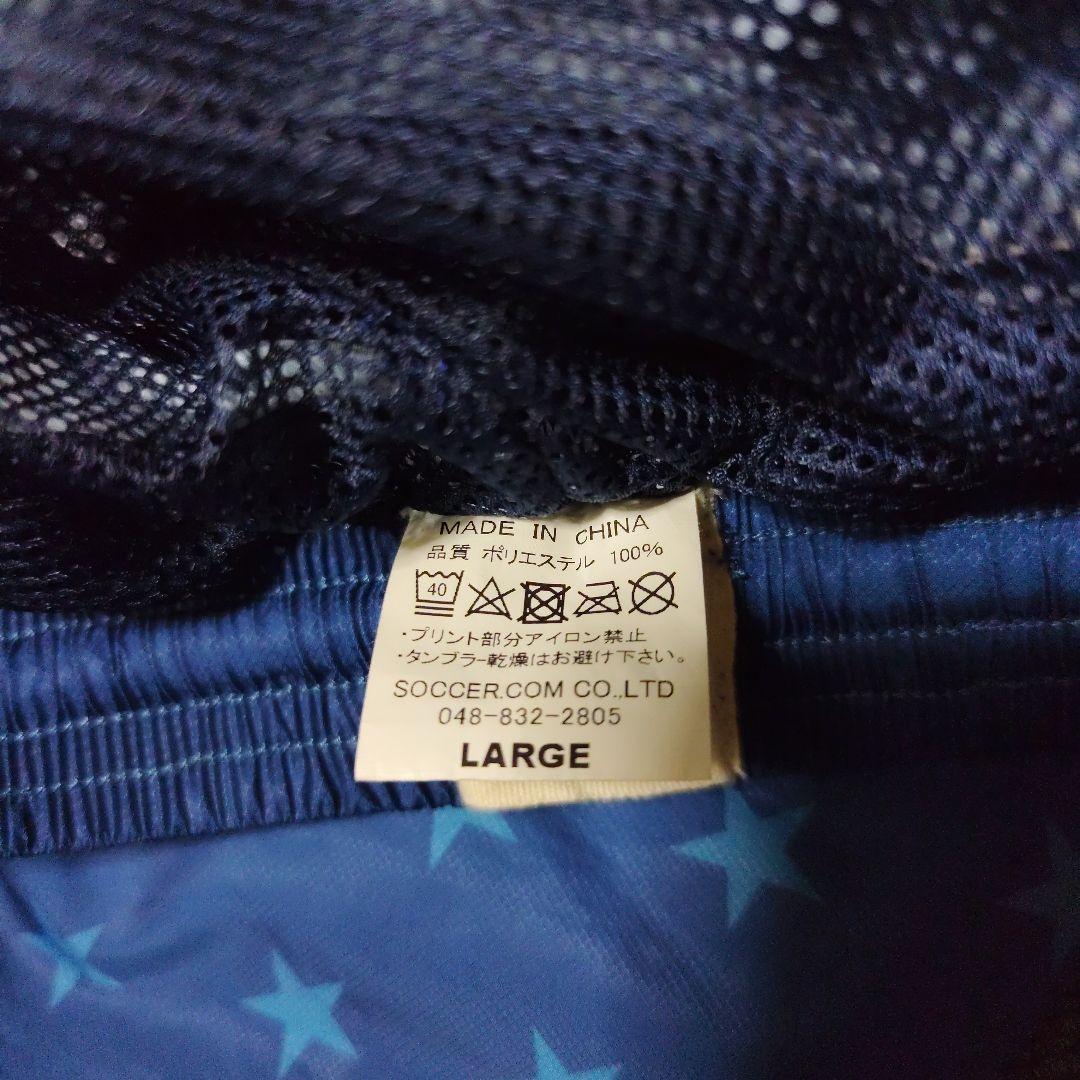 MADE IN CHINA
品質 ポリエステル 100%
40
・プリント部分アイロン禁止
・タンブラー乾燥はお避け下さい。
SOCCER.COM CO.,LTD
048-832-2805
LARGE